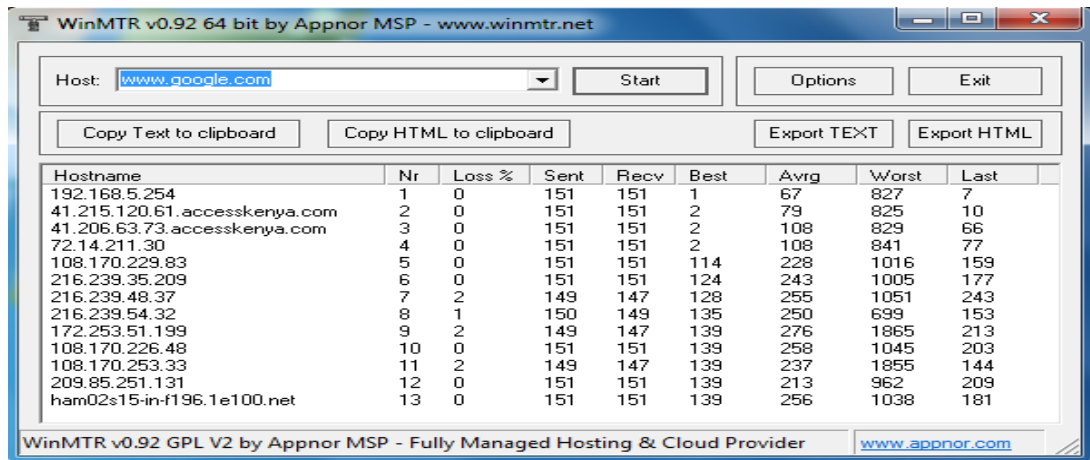 WinMTR v0.92 64 bit by Appnor MSP - www.winmtr.net
Host: www.google.com Start Options Exit
Copy Text to clipboard Copy HTML to clipboard Export TEXT Export HTML
Hostname Nr Loss % Sent Recv Best Avrg Worst Last
192.168.5.254 1 0 151 151 1 67 827 7
41.215.120.61.accesskenya.com 2 0 151 151 2 79 825 10
41.206.63.73.accesskenya.com 3 0 151 151 2 108 829 66
72.14.211.30 4 0 151 151 2 108 841 77
108.170.229.83 5 0 151 151 114 228 1016 159
216.239.35.209 6 0 151 151 124 243 1005 177
216.239.48.37 7 2 149 147 128 255 1051 243
216.239.54.32 8 1 150 149 135 250 699 153
172.253.51.199 9 2 149 147 139 276 1865 213
108.170.226.48 10 0 151 151 139 258 1045 203
108.170.253.33 11 2 149 147 139 237 1855 144
209.85.251.131 12 0 151 151 139 213 962 209
ham02s15-in-f196.1e100.net 13 0 151 151 139 256 1038 181
WinMTR v0.92 GPL V2 by Appnor MSP - Fully Managed Hosting & Cloud Provider www.appnor.com